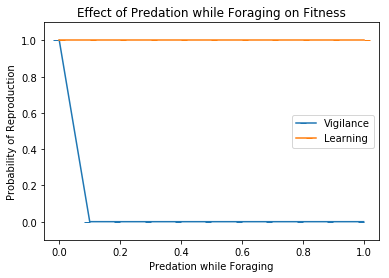 Effect of Predation while Foraging on Fitness
Probability of Reproduction
1.0
0.8
0.6
0.4
0.2
0.0
Vigilance
Learning
0.0 0.2 0.4 0.6 0.8 1.0
Predation while Foraging